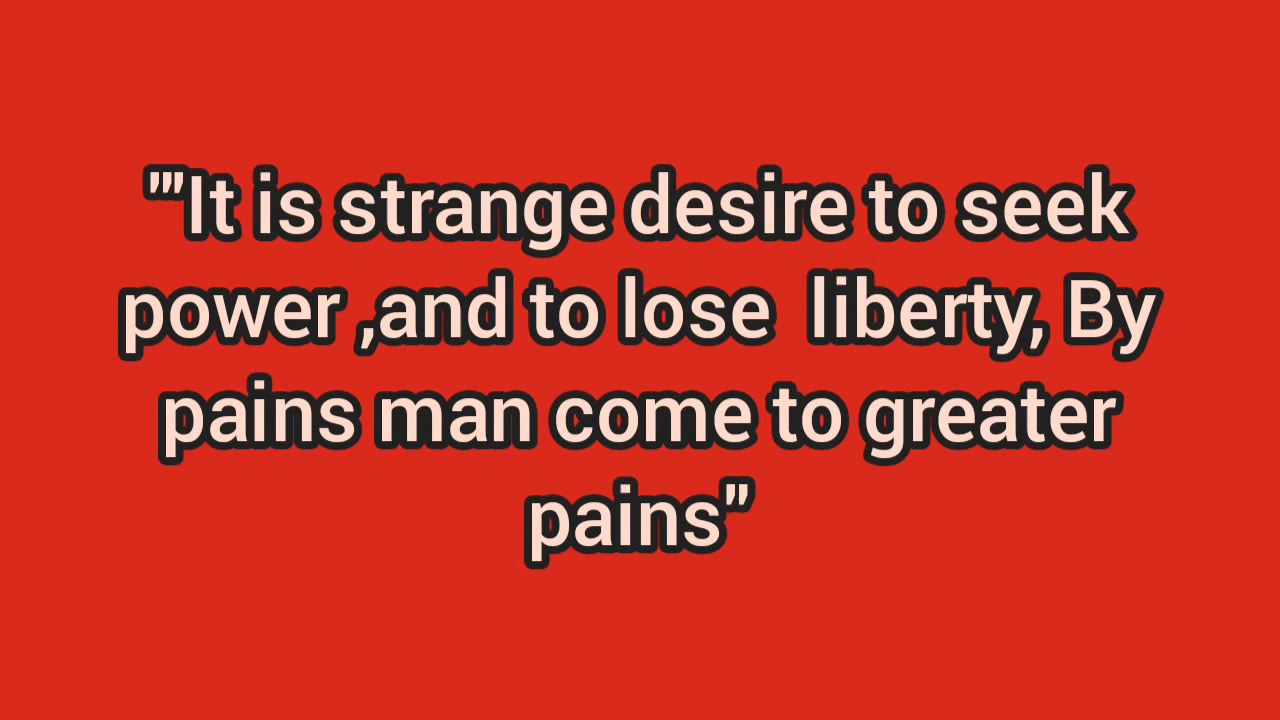 "'It is strange desire to seek
power ,and to lose  liberty, By
pains man come to greater
pains"